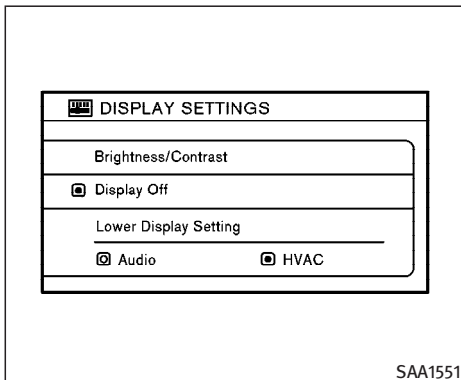 DISPLAY SETTINGS
Brightness/Contrast
Display Off
Lower Display Setting
Audio HVAC
SAA1551